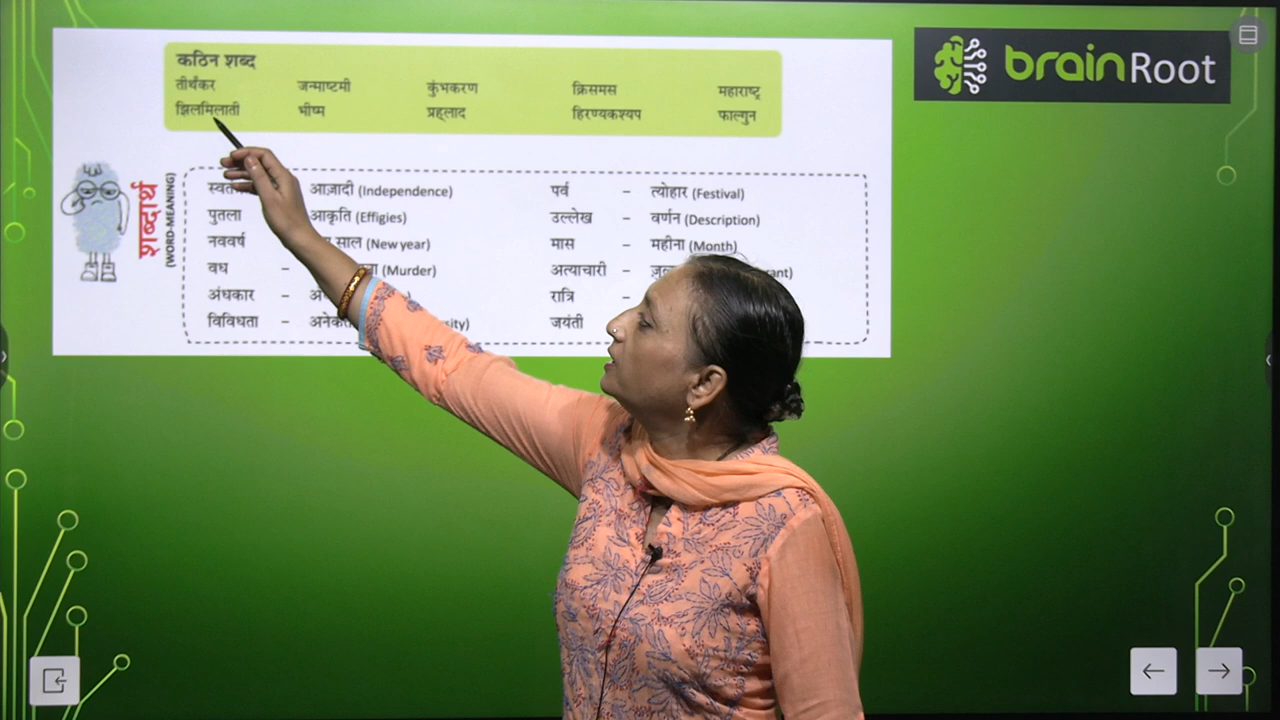 brainRoot
कठिन शब्द
तीर्थंकर जन्माष्टमी कुंभकरण क्रिसमस महाराष्ट्र
झिलमिलाती भीष्म प्रह्लाद हिरण्यकश्यप फाल्गुन
शब्दार्थ
(WORD-MEANING)
आज़ादी (Independence) पर्व – त्योहार (Festival)
पुतला आकृति (Effigies) उल्लेख – वर्णन (Description)
नववर्ष साल (New year) मास – महीना (Month)
वध – (Murder) अत्याचारी –
अंधकार – रात्रि –
विविधता – जयंती